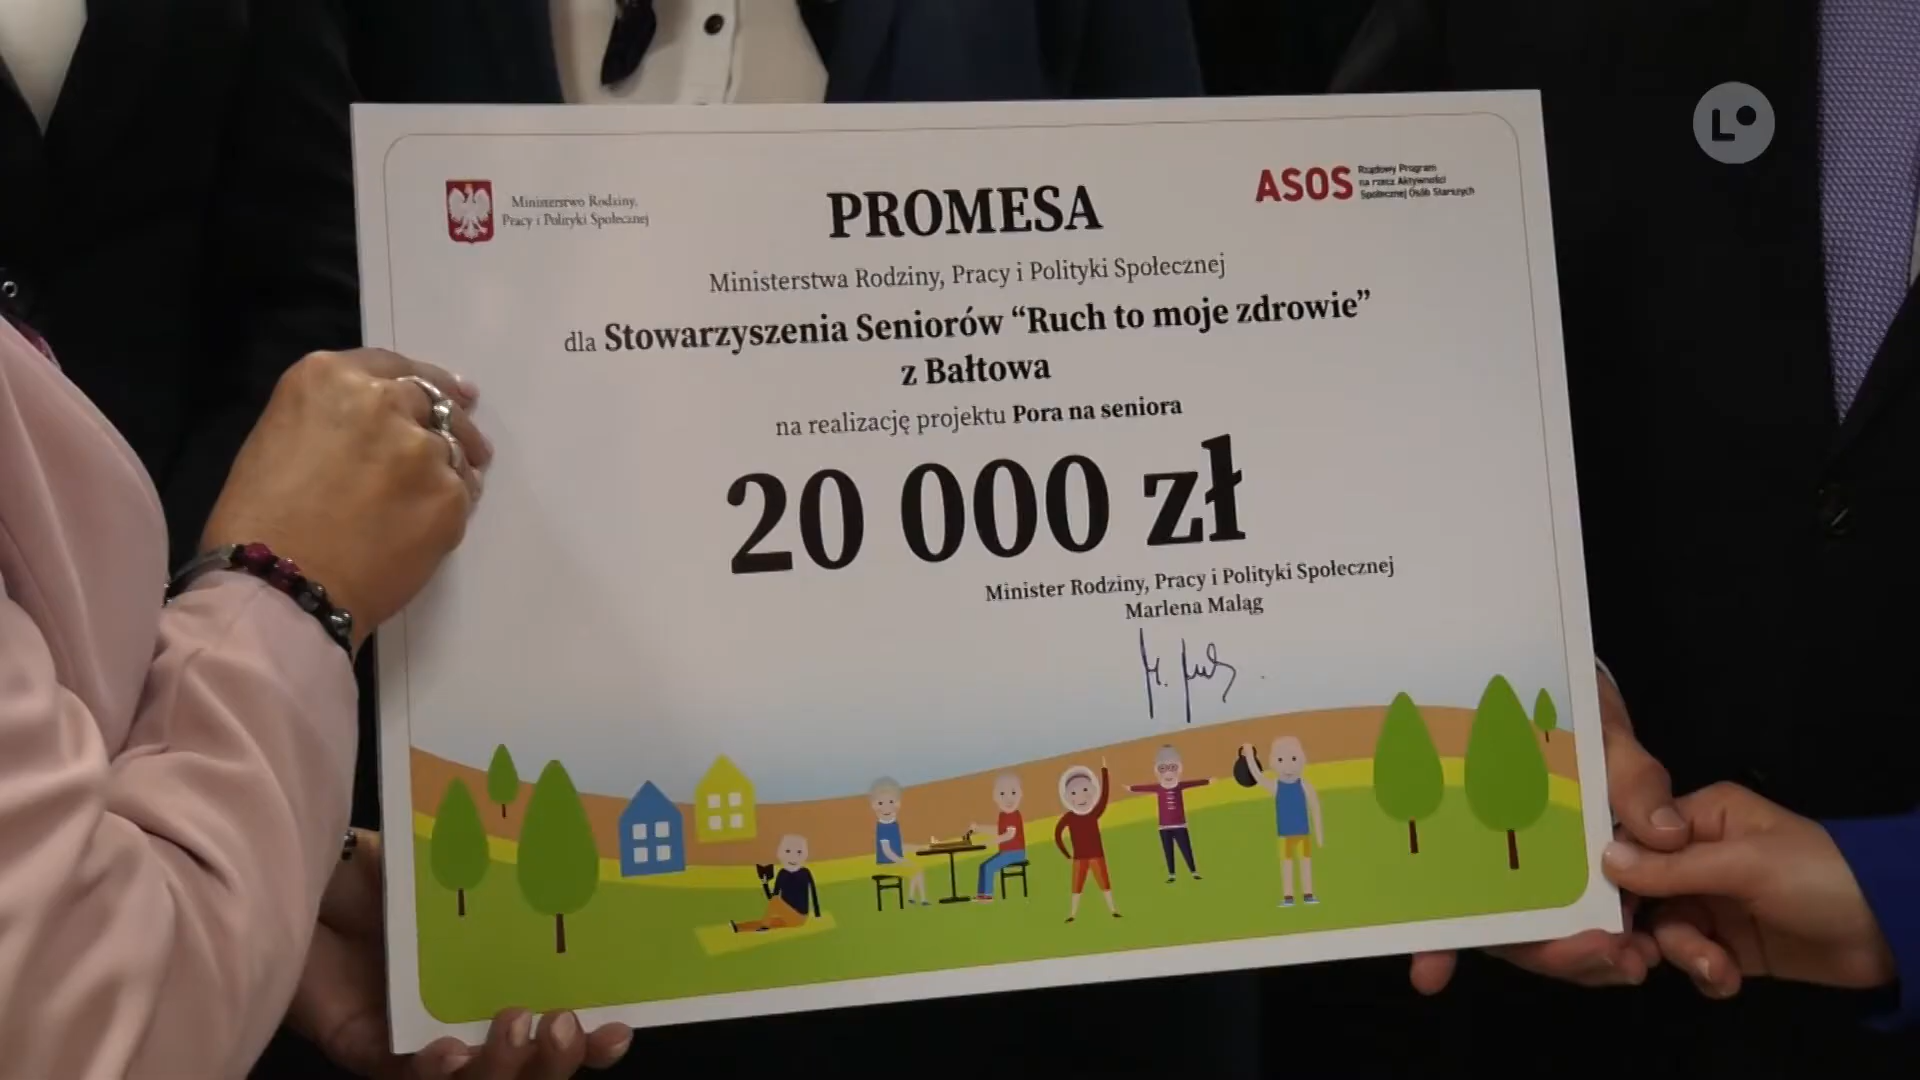 Ministerstwo Rodziny,
Pracy i Polityki Społecznej
ASOS
Rządowy Program
na rzecz Aktywności
Społecznej Osób Starszych
PROMESA
Ministerstwa Rodziny, Pracy i Polityki Społecznej
dla Stowarzyszenia Seniorów “Ruch to moje zdrowie”
z Bałtowa
na realizację projektu Pora na seniora
20 000 zł
Minister Rodziny, Pracy i Polityki Społecznej
Marlena Maląg
L